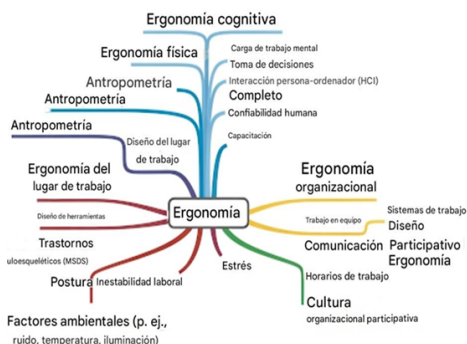 Ergonomía cognitiva
Ergonomía física
Carga de trabajo mental
Toma de decisiones
Antropometría
Interacción persona-ordenador (HCI)
Antropometría
Completo
Confiabilidad humana
Antropometría
Capacitación
Diseño del lugar
de trabajo
Ergonomía del
lugar de trabajo
Ergonomía
organizacional
Diseño de herramientas
Ergonomía
Trabajo en equipo
Sistemas de trabajo
Diseño
Trastornos
Comunicación
Participativo
Ergonomía
uloesqueléticos (MSDS)
Estrés
Postura
Inestabilidad laboral
Horarios de trabajo
Cultura
organizacional participativa
Factores ambientales (p. ej.,
ruido, temperatura, iluminación)